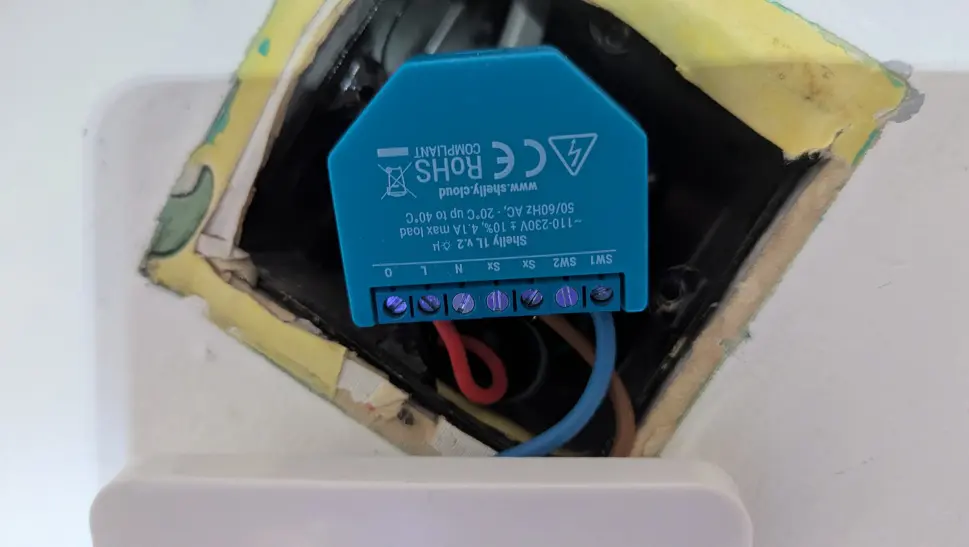 SW1 SW2 Sx Sx N L O
Shelly 1L v.2 μ
~110-230V ± 10%, 4.1A max load
50/60Hz AC, - 20°C up to 40°C
www.shelly.cloud
CE RoHS
COMPLIANT